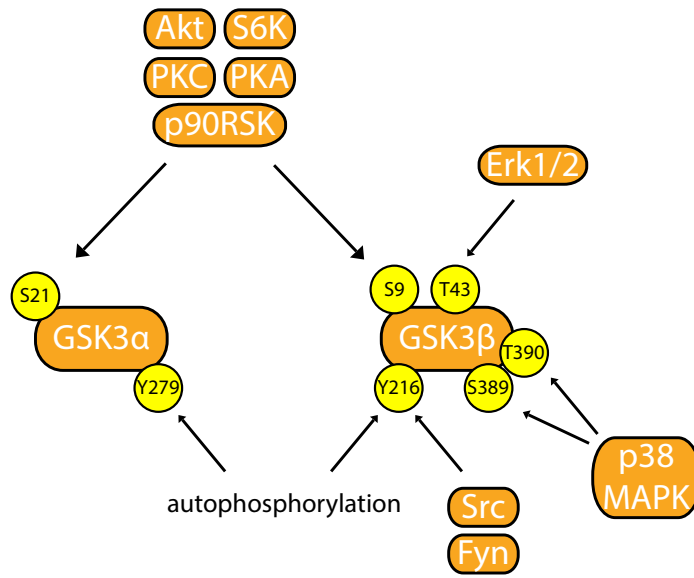 Akt S6K
PKC PKA
p90RSK
Erk1/2
S21 S9 T43
GSK3α GSK3β
T390
Y279 Y216 S389
p38
MAPK
autophosphorylation
Src
Fyn